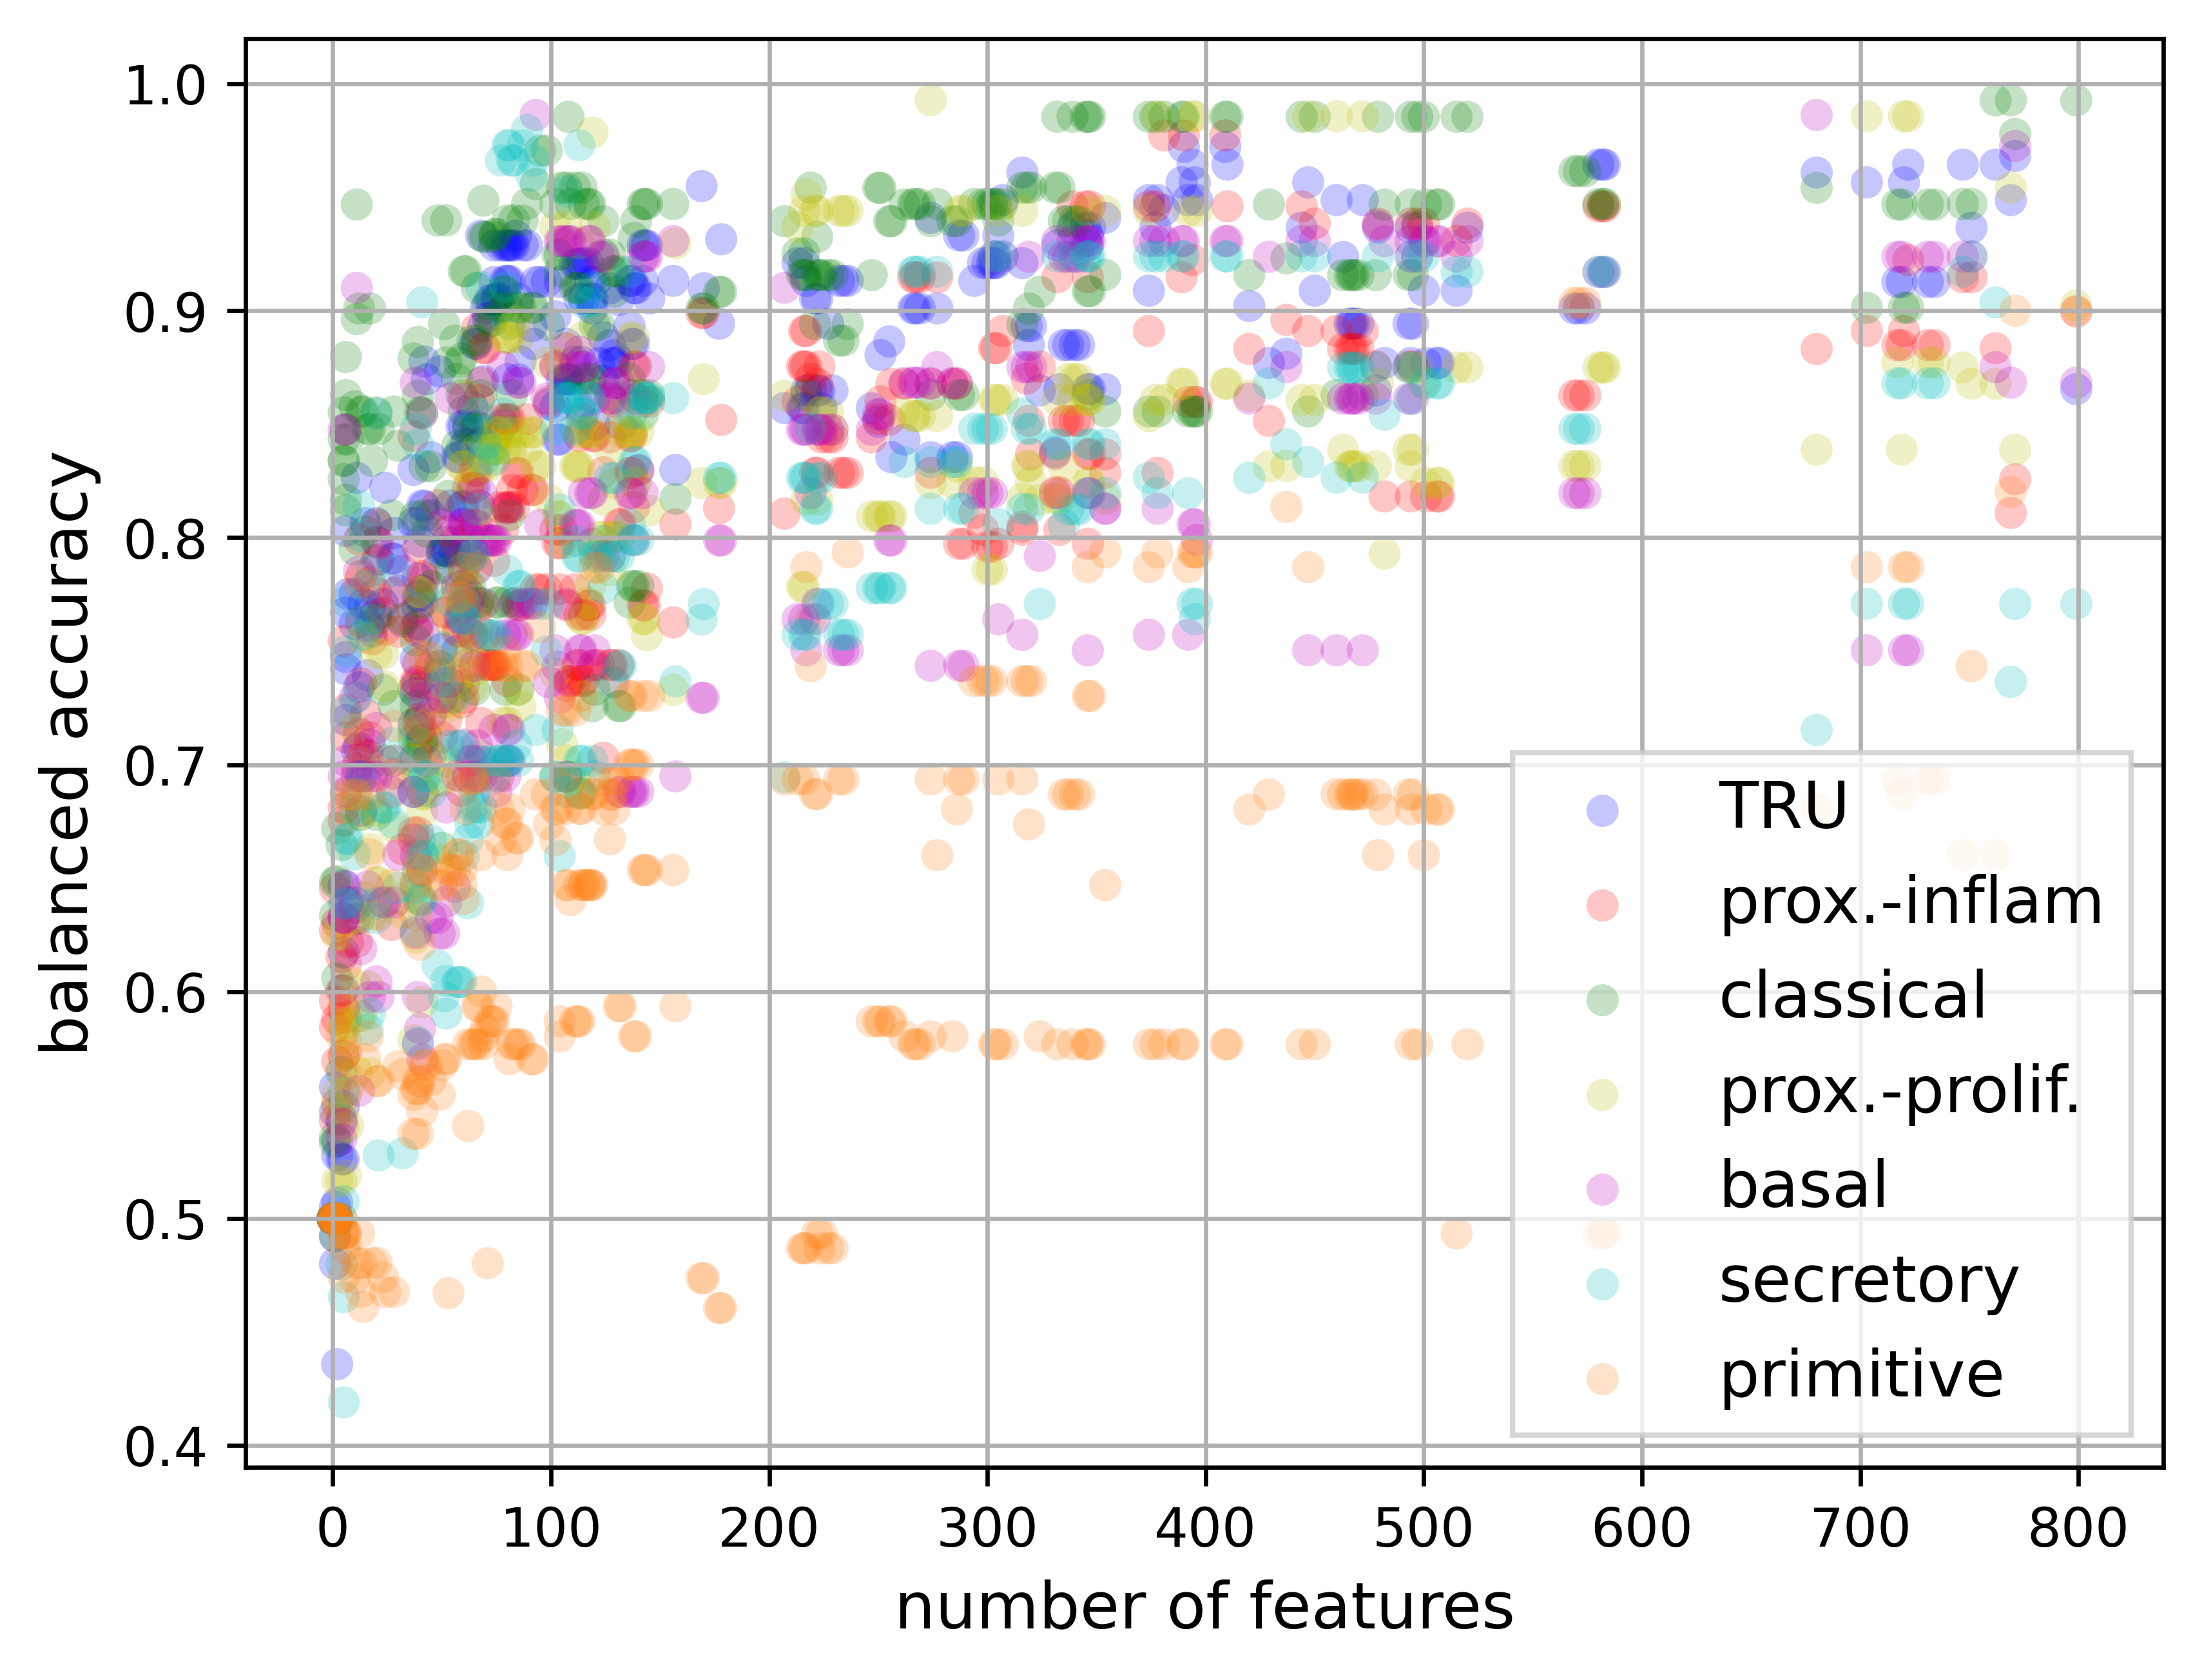 balanced accuracy
1.0
0.9
0.8
0.7
0.6
0.5
0.4
TRU
prox.-inflam
classical
prox.-prolif.
basal
secretory
primitive
0 100 200 300 400 500 600 700 800
number of features